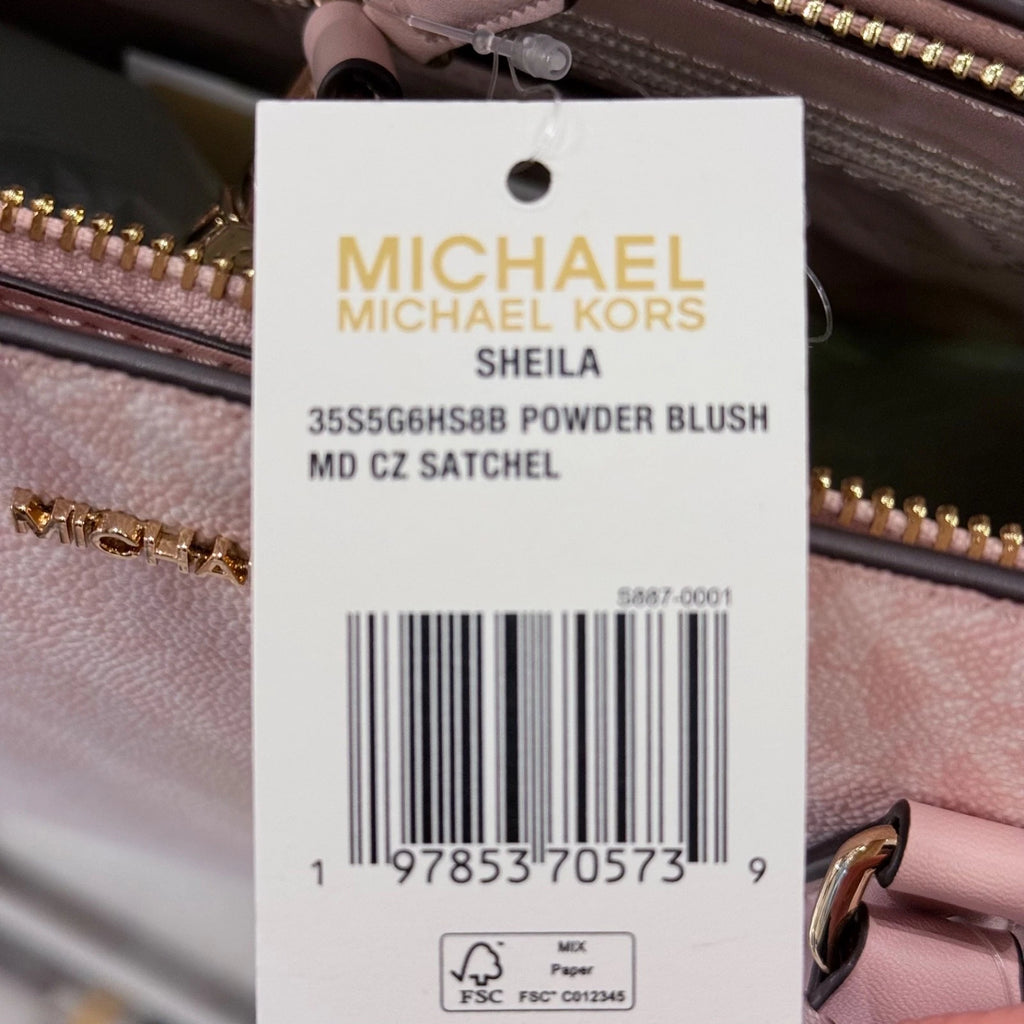 MICHAEL
MICHAEL KORS
SHEILA
35S5G6HS8B POWDER BLUSH
MD CZ SATCHEL
MICHA
S887-0001
1 97853 70573 9
FSC
MIX
Paper
FSC™ C012345